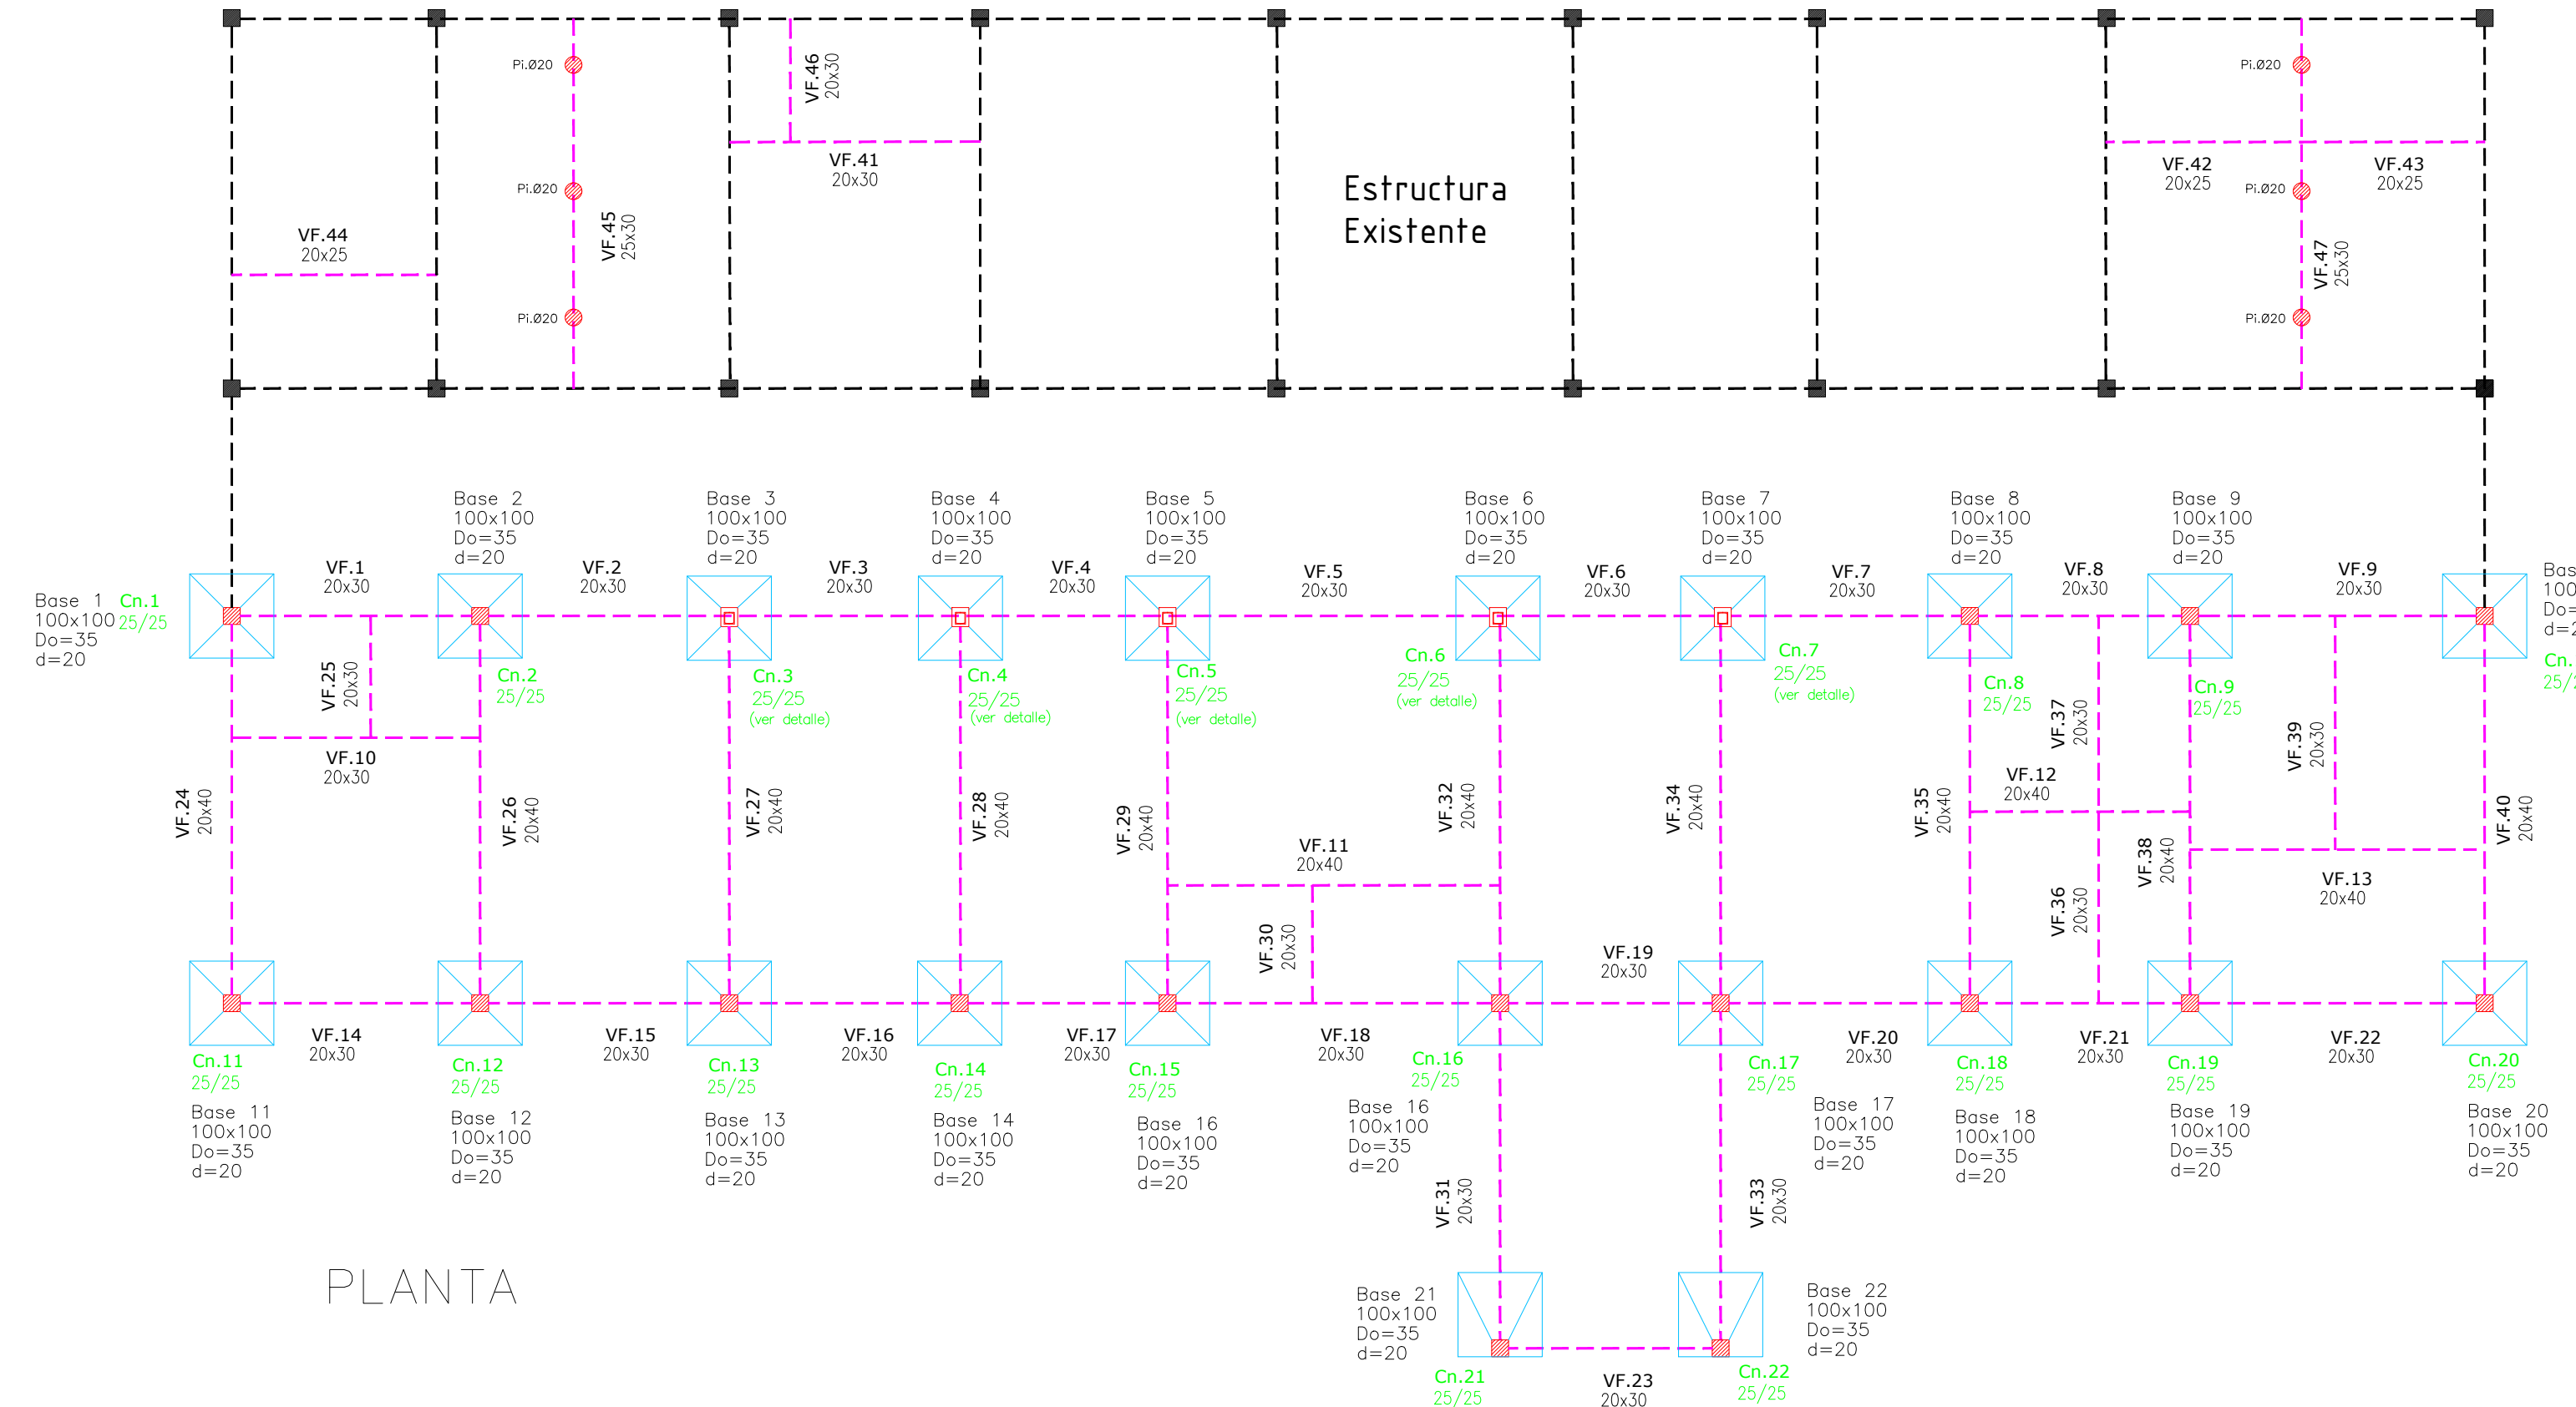 Pi.Ø20
VF.46
20x30
Pi.Ø20
VF.41
20x30
VF.42
20x25
VF.43
20x25
Pi.Ø20
Pi.Ø20
Estructura
Existente
VF.44
20x25
VF.45
25x30
VF.47
25x30
Pi.Ø20
Pi.Ø20
Base 2
100x100
Do=35
d=20
Base 3
100x100
Do=35
d=20
Base 4
100x100
Do=35
d=20
Base 5
100x100
Do=35
d=20
Base 6
100x100
Do=35
d=20
Base 7
100x100
Do=35
d=20
Base 8
100x100
Do=35
d=20
Base 9
100x100
Do=35
d=20
VF.1
20x30
VF.2
20x30
VF.3
20x30
VF.4
20x30
VF.5
20x30
VF.6
20x30
VF.7
20x30
VF.8
20x30
VF.9
20x30
Base 1
100x100
Do=35
d=20
Cn.1
25/25
Cn.2
25/25
Cn.3
25/25
(ver detalle)
Cn.4
25/25
(ver detalle)
Cn.5
25/25
(ver detalle)
Cn.6
25/25
(ver detalle)
Cn.7
25/25
(ver detalle)
Cn.8
25/25
Cn.9
25/25
VF.25
20x30
VF.10
20x30
VF.37
20x30
VF.39
20x30
VF.12
20x40
VF.24
20x40
VF.26
20x40
VF.27
20x40
VF.28
20x40
VF.29
20x40
VF.32
20x40
VF.34
20x40
VF.35
20x40
VF.38
20x40
VF.40
20x40
VF.11
20x40
VF.13
20x40
VF.30
20x30
VF.36
20x30
VF.19
20x30
VF.14
20x30
VF.15
20x30
VF.16
20x30
VF.17
20x30
VF.18
20x30
VF.20
20x30
VF.21
20x30
VF.22
20x30
Cn.11
25/25
Cn.12
25/25
Cn.13
25/25
Cn.14
25/25
Cn.15
25/25
Cn.16
25/25
Cn.17
25/25
Cn.18
25/25
Cn.19
25/25
Cn.20
25/25
Base 11
100x100
Do=35
d=20
Base 12
100x100
Do=35
d=20
Base 13
100x100
Do=35
d=20
Base 14
100x100
Do=35
d=20
Base 16
100x100
Do=35
d=20
Base 16
100x100
Do=35
d=20
Base 17
100x100
Do=35
d=20
Base 18
100x100
Do=35
d=20
Base 19
100x100
Do=35
d=20
Base 20
100x100
Do=35
d=20
VF.31
20x30
VF.33
20x30
PLANTA
Base 21
100x100
Do=35
d=20
Base 22
100x100
Do=35
d=20
Cn.21
25/25
VF.23
20x30
Cn.22
25/25